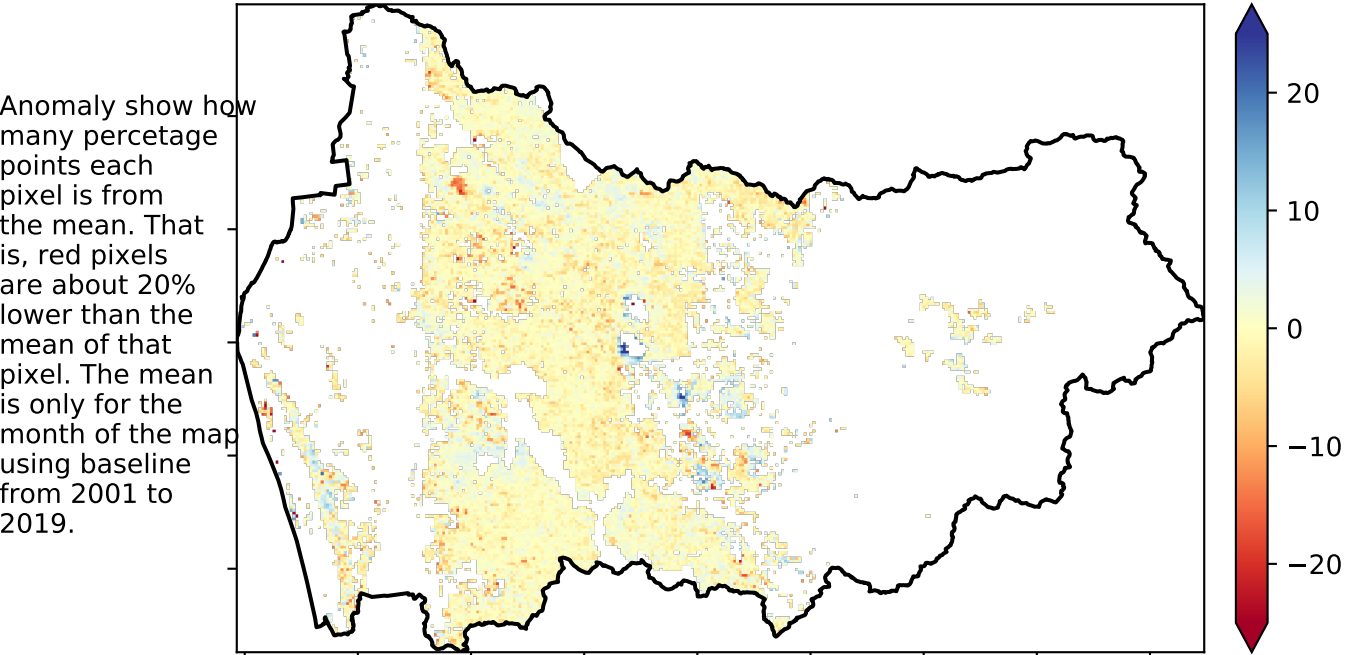 Anomaly show how
many percetage
points each
pixel is from
the mean. That
is, red pixels
are about 20%
lower than the
mean of that
pixel. The mean
is only for the
month of the map
using baseline
from 2001 to
2019.
20
10
0
−10
−20